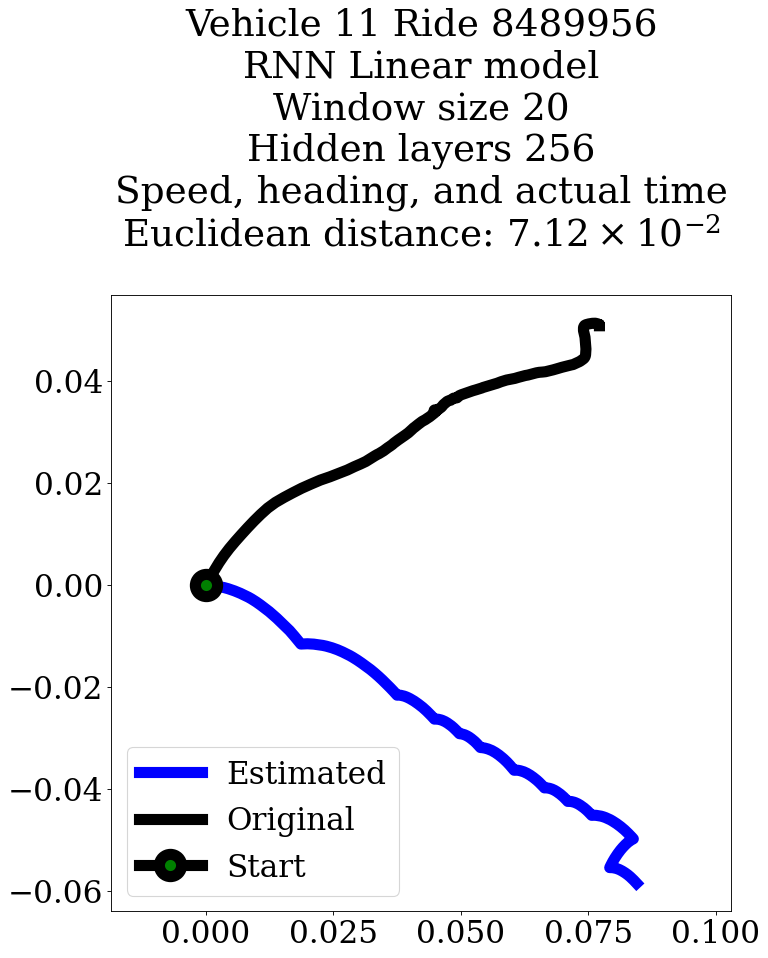 Vehicle 11 Ride 8489956
RNN Linear model
Window size 20
Hidden layers 256
Speed, heading, and actual time
Euclidean distance: 7.12 × 10⁻²
0.04
0.02
0.00
−0.02
−0.04
−0.06
Estimated
Original
Start
0.000 0.025 0.050 0.075 0.100